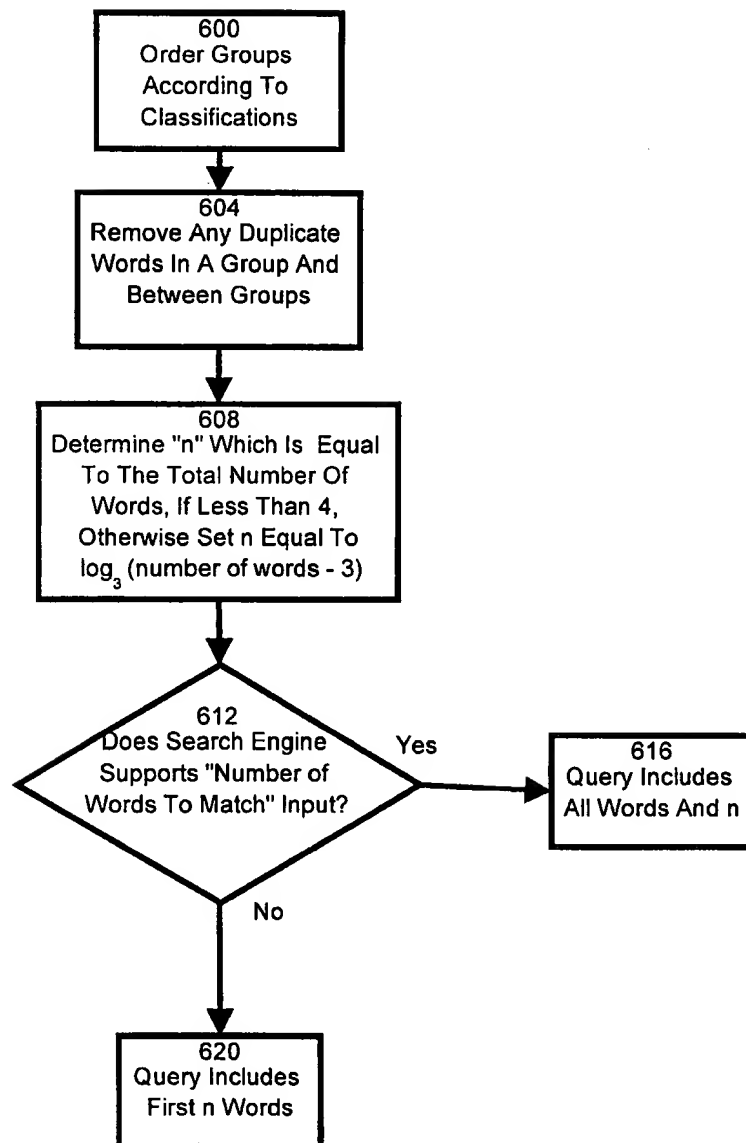 600
Order Groups
According To
Classifications
604
Remove Any Duplicate
Words In A Group And
Between Groups
608
Determine "n" Which Is Equal
To The Total Number Of
Words, If Less Than 4,
Otherwise Set n Equal To
log₃ (number of words - 3)
612
Does Search Engine
Supports "Number of
Words To Match" Input?
Yes
616
Query Includes
All Words And n
No
620
Query Includes
First n Words